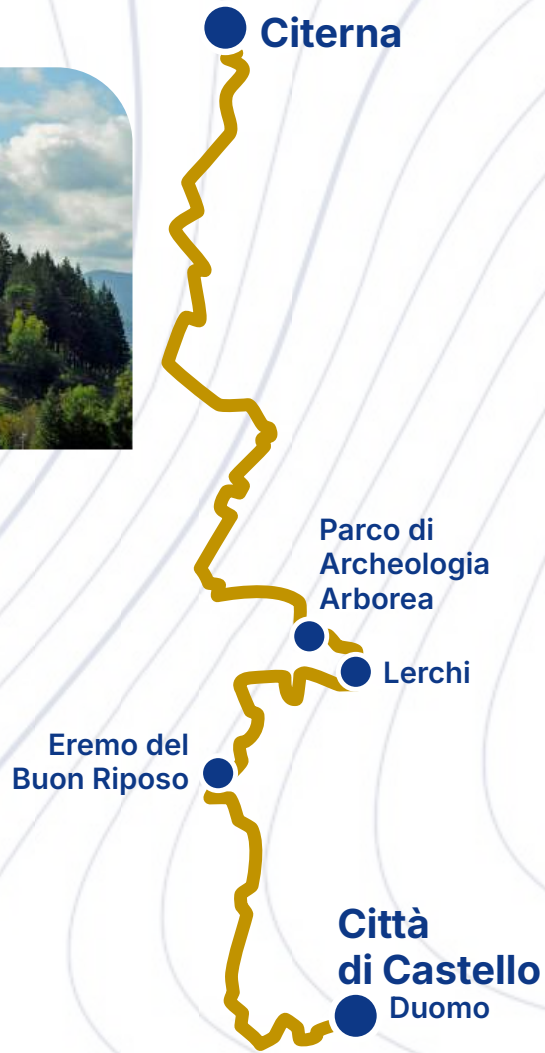 Citerna
Parco di
Archeologia
Arborea
Lerchi
Eremo del
Buon Riposo
Città
di Castello
Duomo